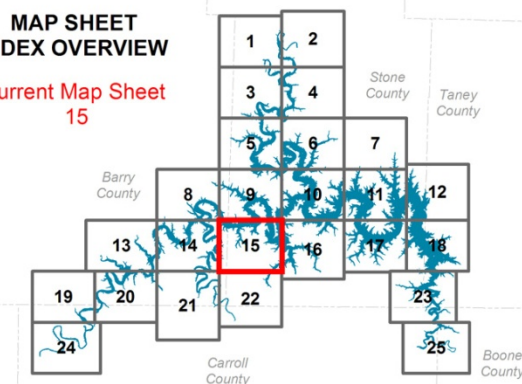 MAP SHEET
NDEX OVERVIEW
urrent Map Sheet
15
1
2
3
4
Stone
County
Taney
County
5
6
7
Barry
County
8
9
10
11
12
13
14
15
16
17
18
19
20
21
22
23
24
25
Carroll
County
Boone
County